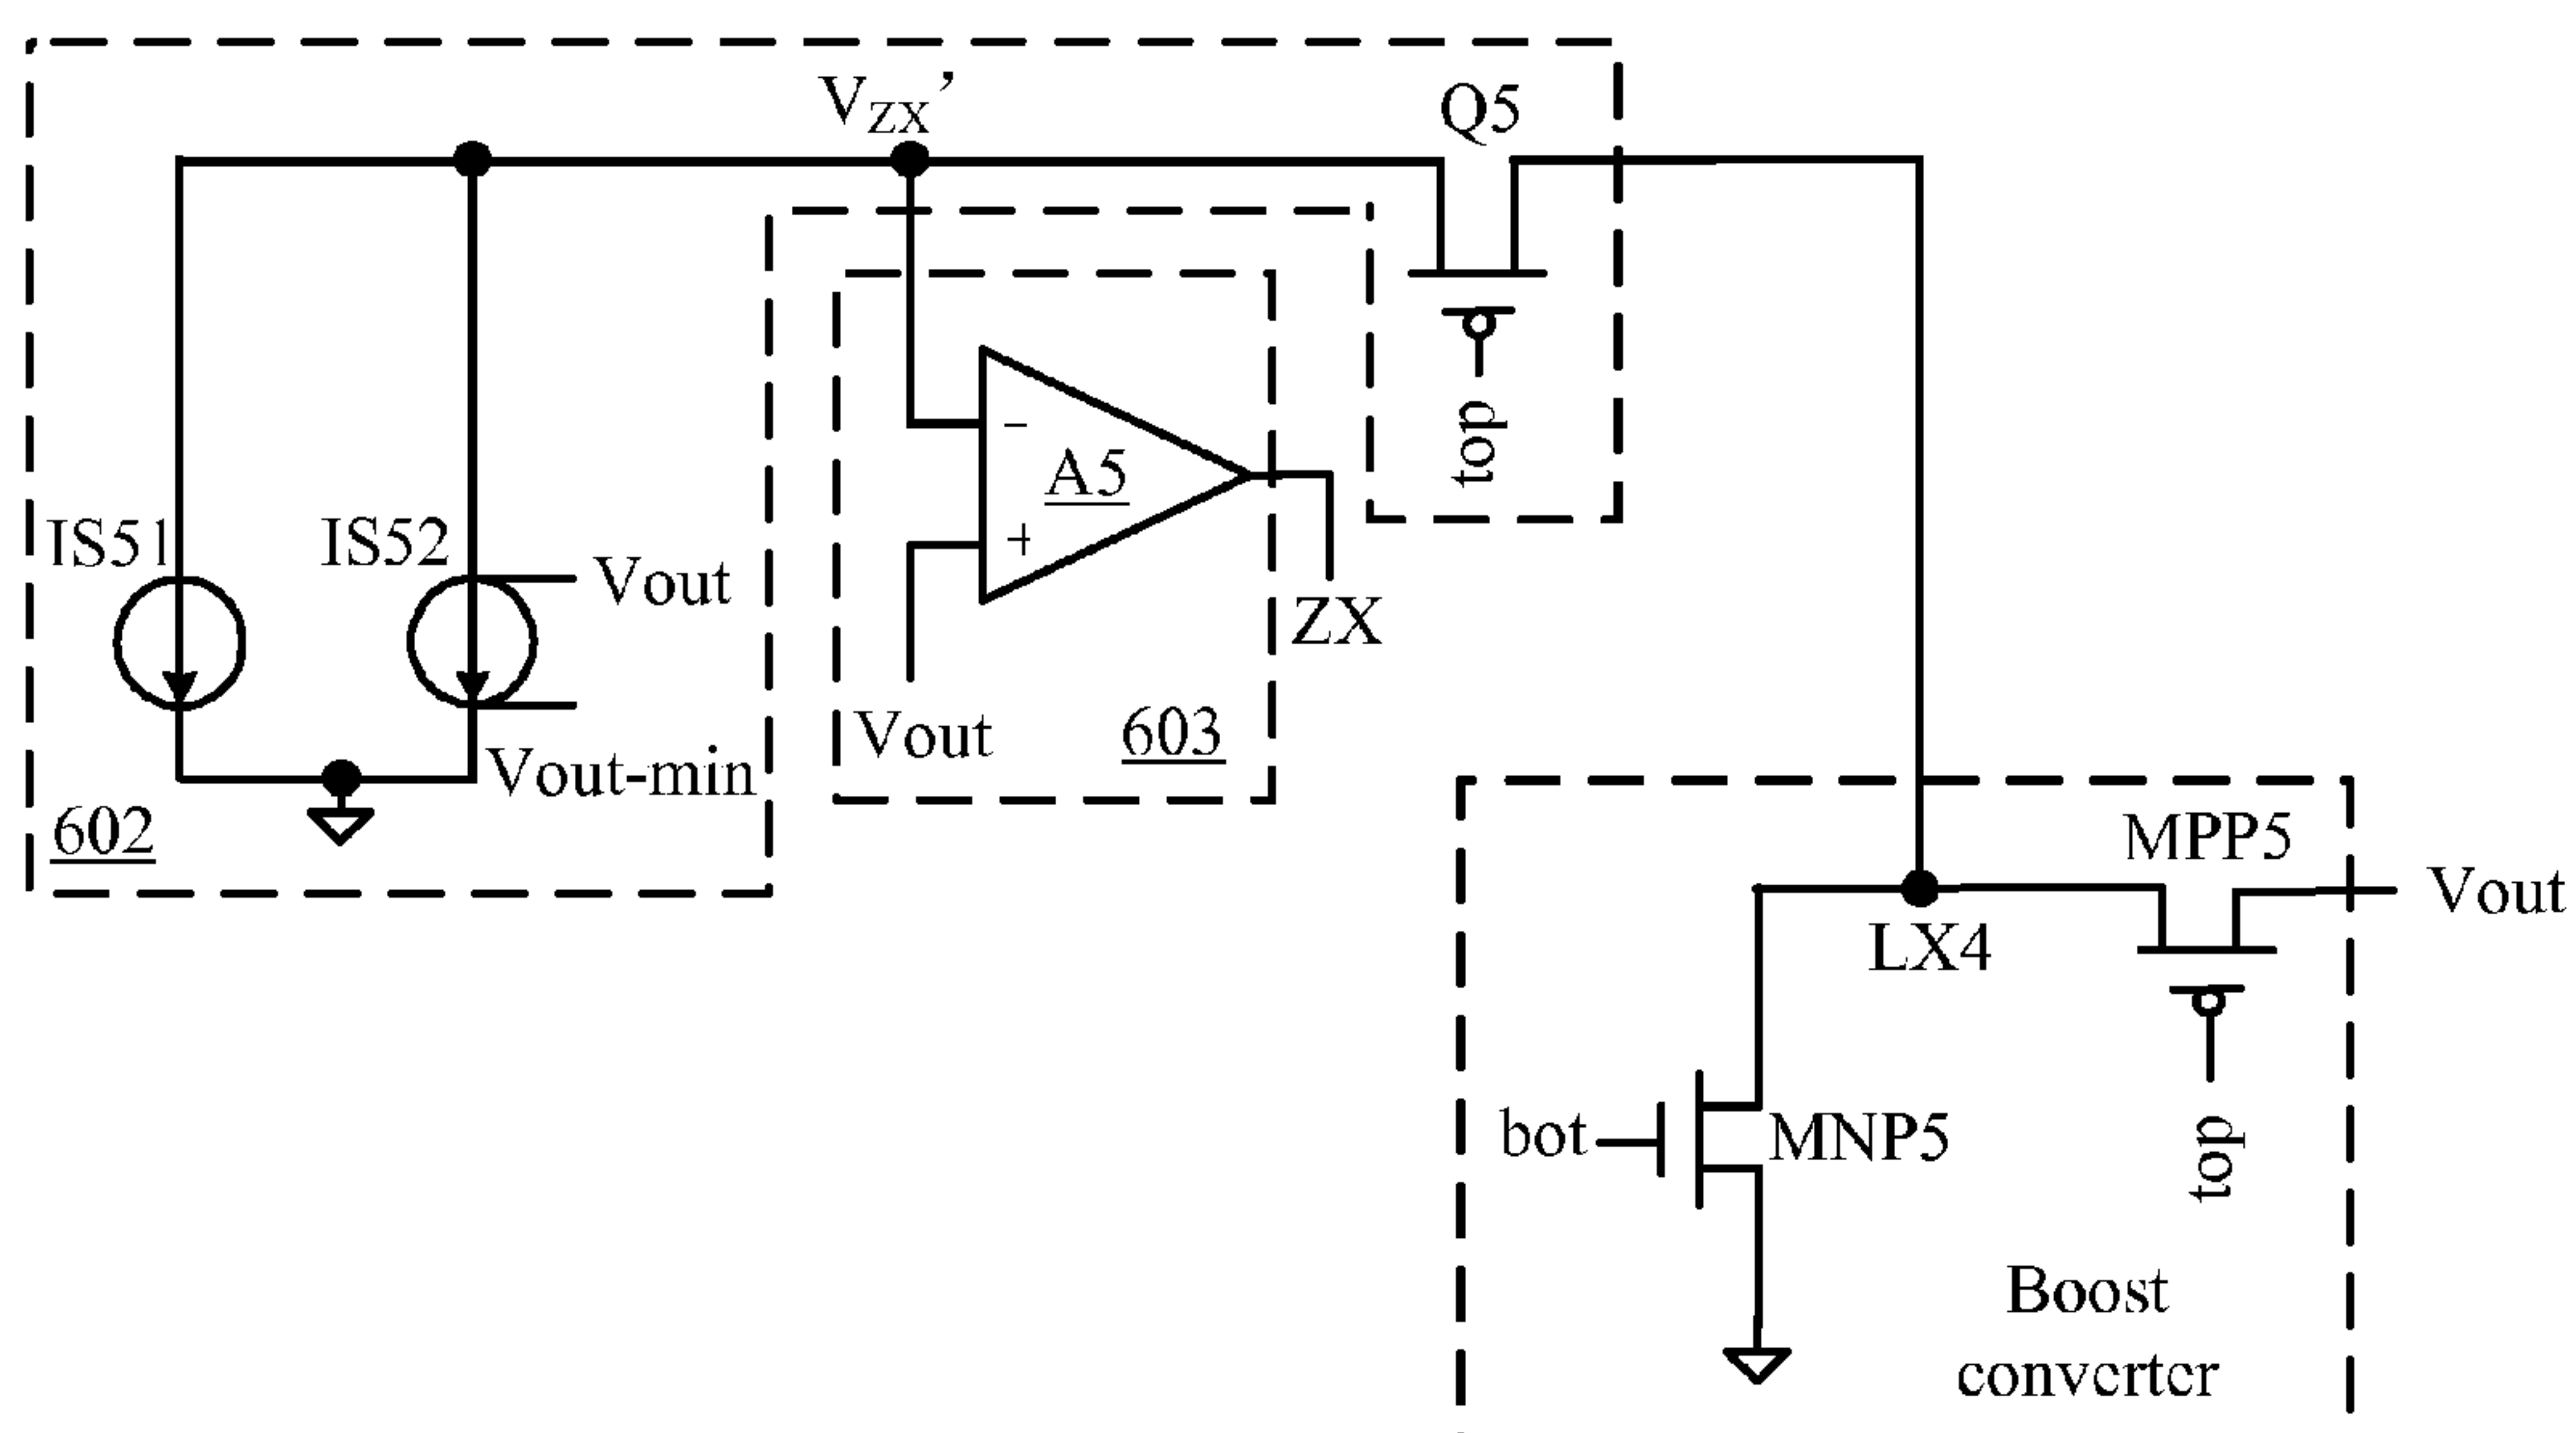 V_ZX’
Q5
top
A5
−
+
IS51
IS52
Vout
ZX
Vout
603
Vout-min
602
MPP5
Vout
LX4
bot
MNP5
top
Boost
converter